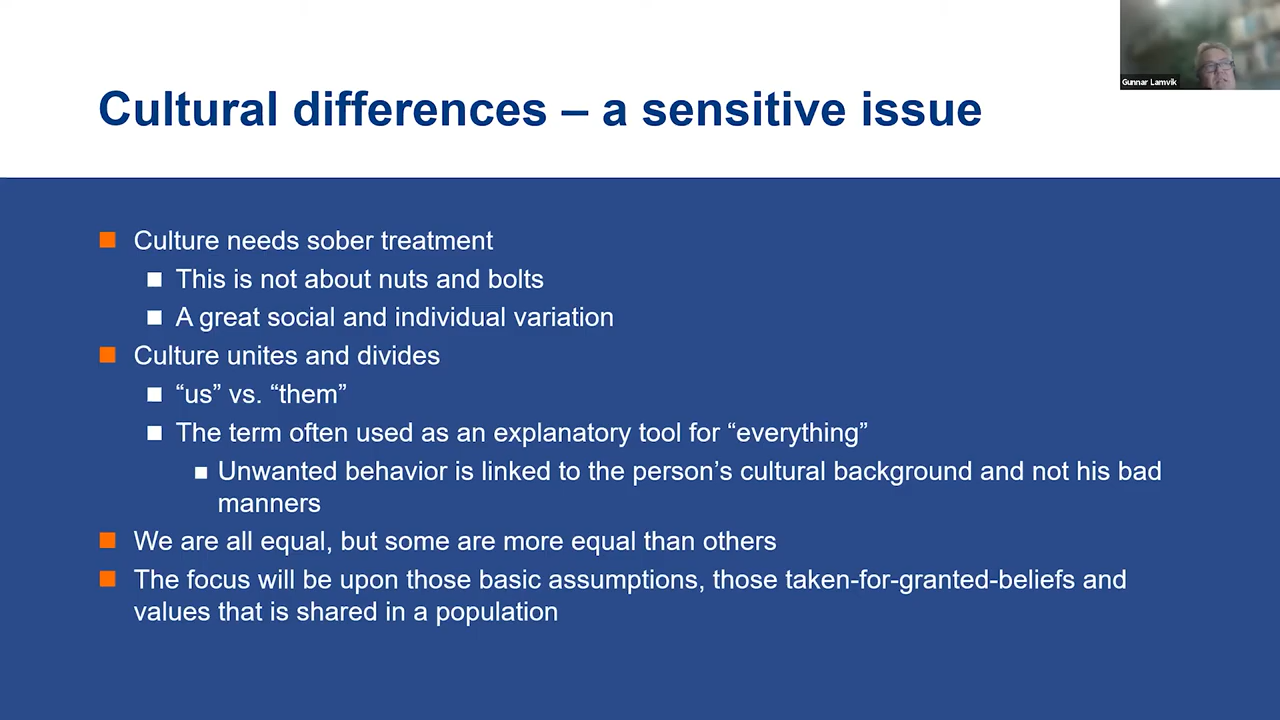 Gunnar Lamvik
Cultural differences – a sensitive issue
Culture needs sober treatment
This is not about nuts and bolts
A great social and individual variation
Culture unites and divides
“us” vs. “them”
The term often used as an explanatory tool for “everything”
Unwanted behavior is linked to the person’s cultural background and not his bad
manners
We are all equal, but some are more equal than others
The focus will be upon those basic assumptions, those taken-for-granted-beliefs and
values that is shared in a population